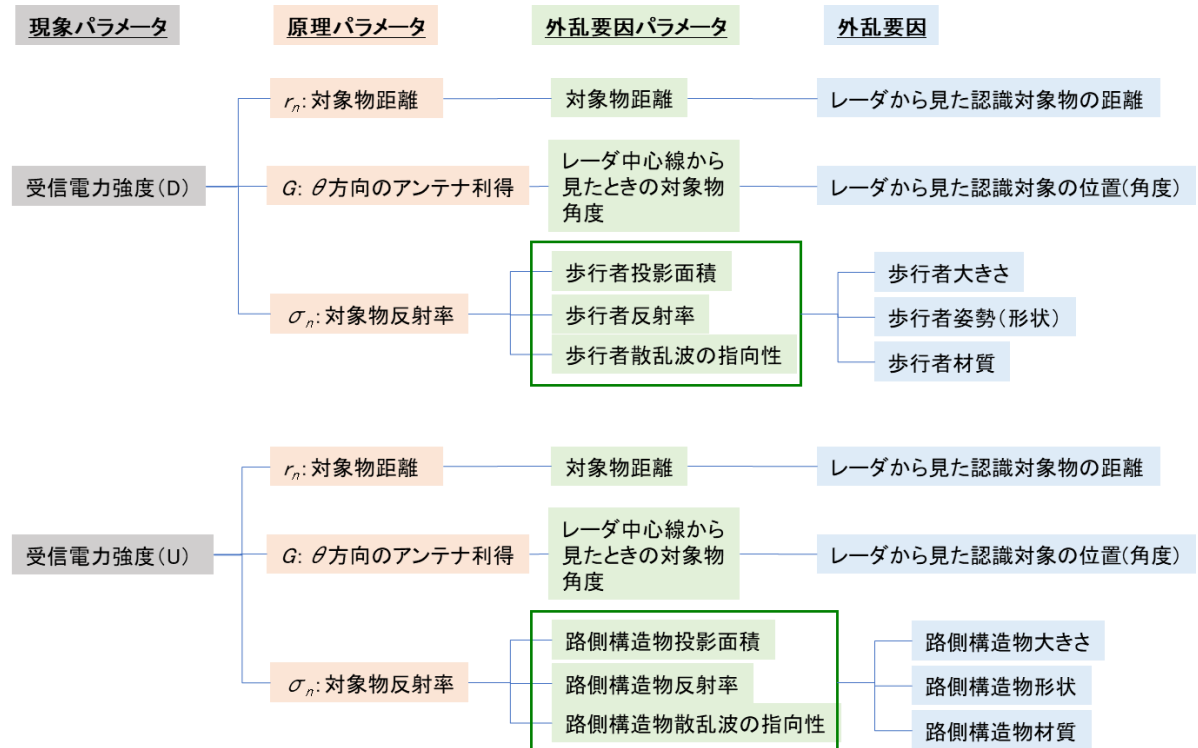 現象パラメータ 原理パラメータ 外乱要因パラメータ 外乱要因
rn:対象物距離 対象物距離 レーダから見た認識対象物の距離
受信電力強度(D) G: θ方向のアンテナ利得 レーダ中心線から
見たときの対象物
角度 レーダから見た認識対象の位置(角度)
σn:対象物反射率
歩行者投影面積
歩行者反射率
歩行者散乱波の指向性
歩行者大きさ
歩行者姿勢(形状)
歩行者材質
rn:対象物距離 対象物距離 レーダから見た認識対象物の距離
受信電力強度(U) G: θ方向のアンテナ利得 レーダ中心線から
見たときの対象物
角度 レーダから見た認識対象の位置(角度)
σn:対象物反射率
路側構造物投影面積
路側構造物反射率
路側構造物散乱波の指向性
路側構造物大きさ
路側構造物形状
路側構造物材質